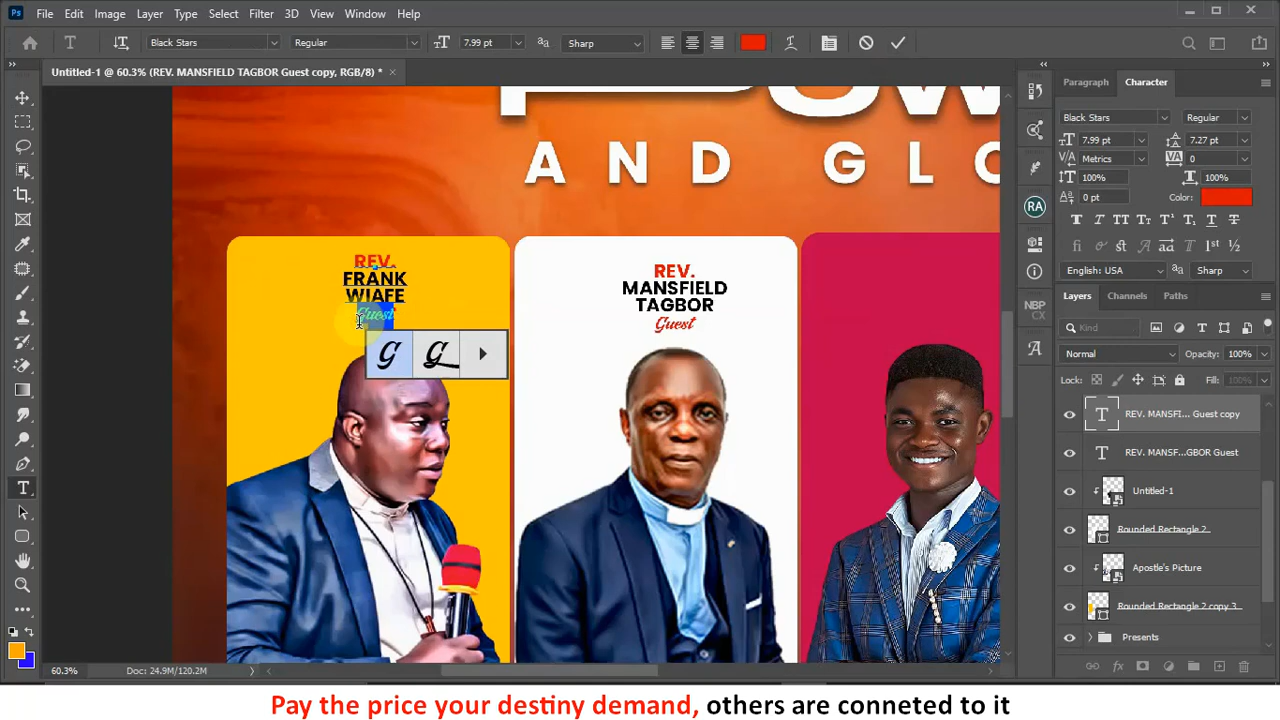 File Edit Image Layer Type Select Filter 3D View Window Help
Black Stars Regular 7.99 pt Sharp
Untitled-1 @ 60.3% (REV. MANSFIELD TAGBOR Guest copy, RGB/8) *
AND GLO
REV.
FRANK
WIAFE
Guest
REV.
MANSFIELD
TAGBOR
Guest
Paragraph Character
Black Stars Regular
7.99 pt 7.27 pt
Metrics 0
100% 100%
0 pt Color:
English: USA Sharp
Layers Channels Paths
Kind
Normal Opacity: 100%
Lock: Fill: 100%
REV. MANSFI... Guest copy
REV. MANSF...GBOR Guest
Untitled-1
Rounded Rectangle 2
Apostle's Picture
Rounded Rectangle 2 copy 3
Presents
RA
NBP
CX
60.3% Doc: 24.9M/120.2M
Pay the price your destiny demand, others are conneted to it